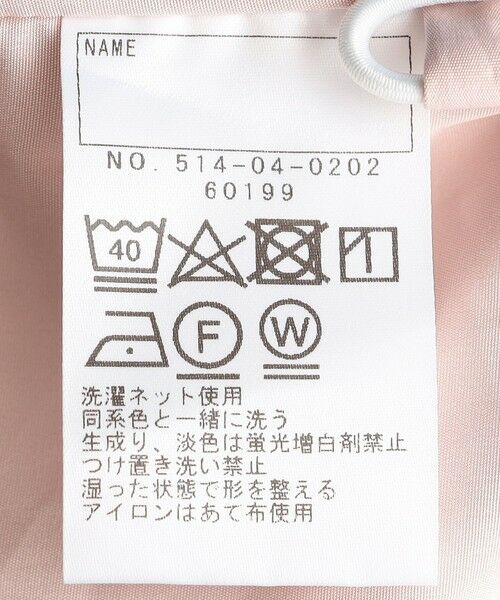 NAME
NO. 514-04-0202
60199
40
F
W
洗濯ネット使用
同系色と一緒に洗う
生成り、淡色は蛍光増白剤禁止
つけ置き洗い禁止
湿った状態で形を整える
アイロンはあて布使用